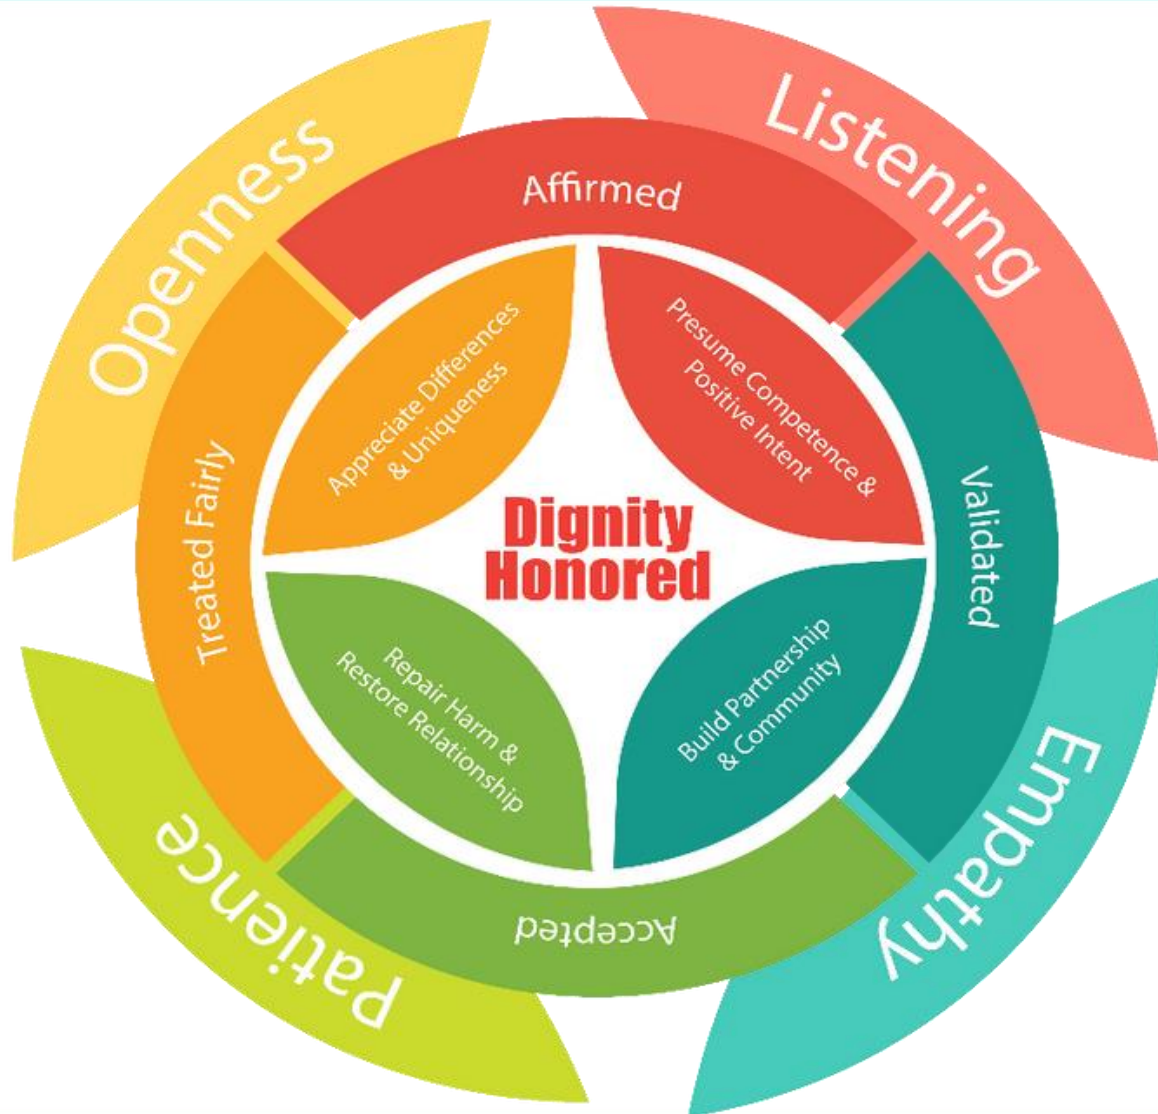 Openness
Listening
Empathy
Patience
Affirmed
Validated
Accepted
Treated Fairly
Appreciate Differences
& Uniqueness
Presume Competence &
Positive Intent
Build Partnership
& Community
Repair Harm &
Restore Relationship
Dignity
Honored